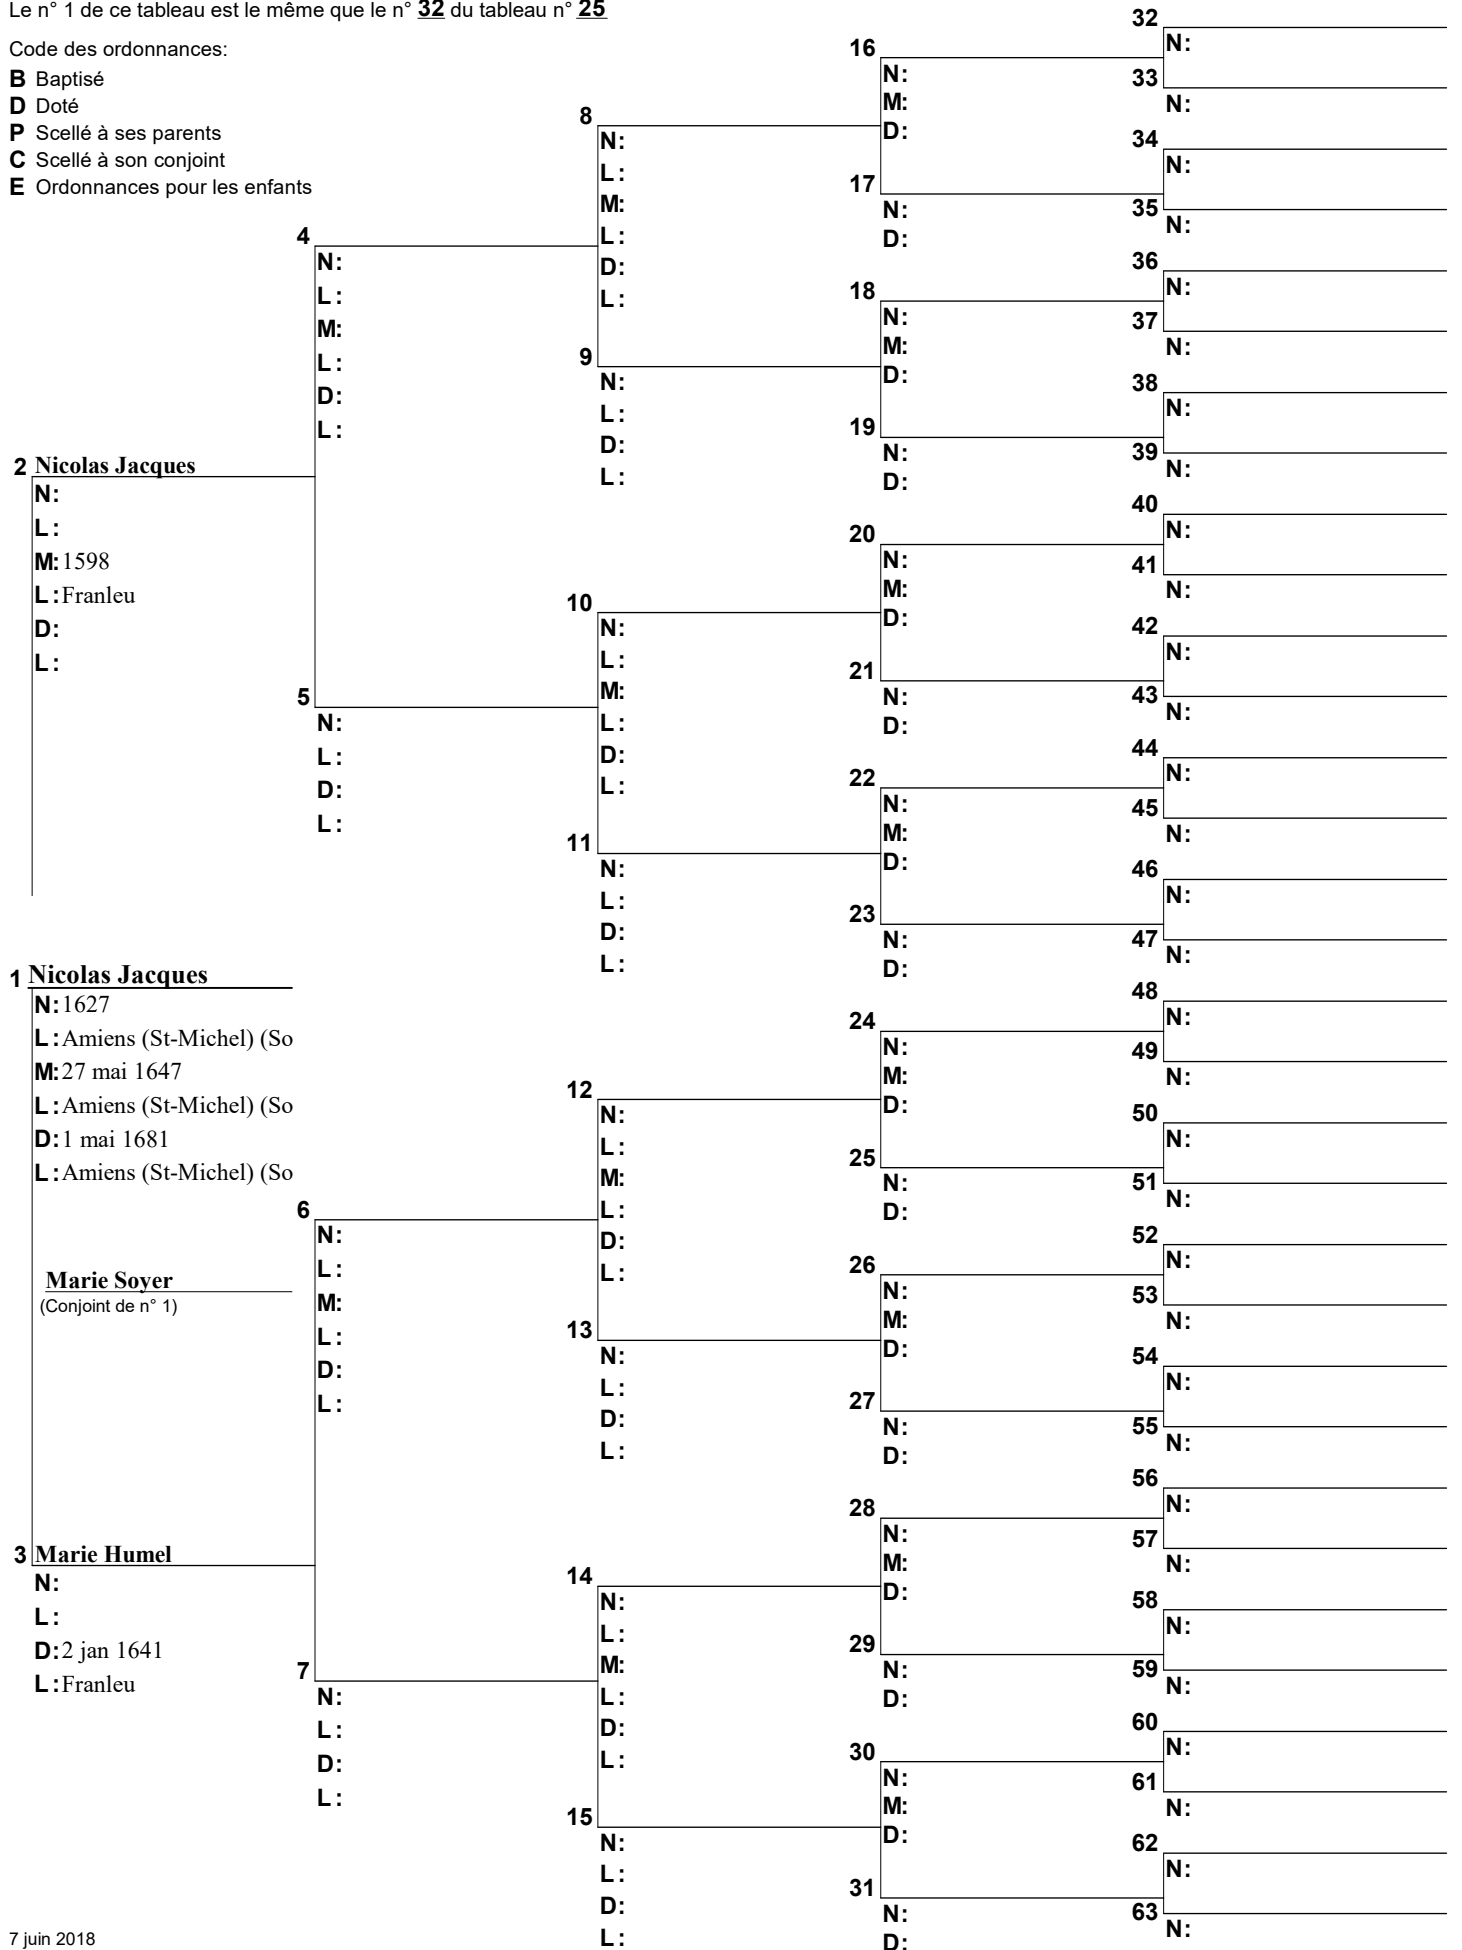 Le n° 1 de ce tableau est le même que le n° 32 du tableau n° 25
Code des ordonnances:
B Baptisé
D Doté
P Scellé à ses parents
C Scellé à son conjoint
E Ordonnances pour les enfants
2 Nicolas Jacques
N:
L:
M: 1598
L: Franleu
D:
L:
1 Nicolas Jacques
N: 1627
L: Amiens (St-Michel) (So
M: 27 mai 1647
L: Amiens (St-Michel) (So
D: 1 mai 1681
L: Amiens (St-Michel) (So
Marie Soyer
(Conjoint de n° 1)
3 Marie Humel
N:
L:
D: 2 jan 1641
L: Franleu
4
N:
L:
M:
L:
D:
L:
5
N:
L:
D:
L:
6
N:
L:
M:
L:
D:
L:
7
N:
L:
D:
L:
8
N:
L:
M:
L:
D:
L:
9
N:
L:
D:
L:
10
N:
L:
M:
L:
D:
L:
11
N:
L:
D:
L:
12
N:
L:
M:
L:
D:
L:
13
N:
L:
D:
L:
14
N:
L:
M:
L:
D:
L:
15
N:
L:
D:
L:
16
N:
M:
D:
17
N:
D:
18
N:
M:
D:
19
N:
D:
20
N:
M:
D:
21
N:
D:
22
N:
M:
D:
23
N:
D:
24
N:
M:
D:
25
N:
D:
26
N:
M:
D:
27
N:
D:
28
N:
M:
D:
29
N:
D:
30
N:
M:
D:
31
N:
D:
32
N:
33
N:
34
N:
35
N:
36
N:
37
N:
38
N:
39
N:
40
N:
41
N:
42
N:
43
N:
44
N:
45
N:
46
N:
47
N:
48
N:
49
N:
50
N:
51
N:
52
N:
53
N:
54
N:
55
N:
56
N:
57
N:
58
N:
59
N:
60
N:
61
N:
62
N:
63
N:
7 juin 2018